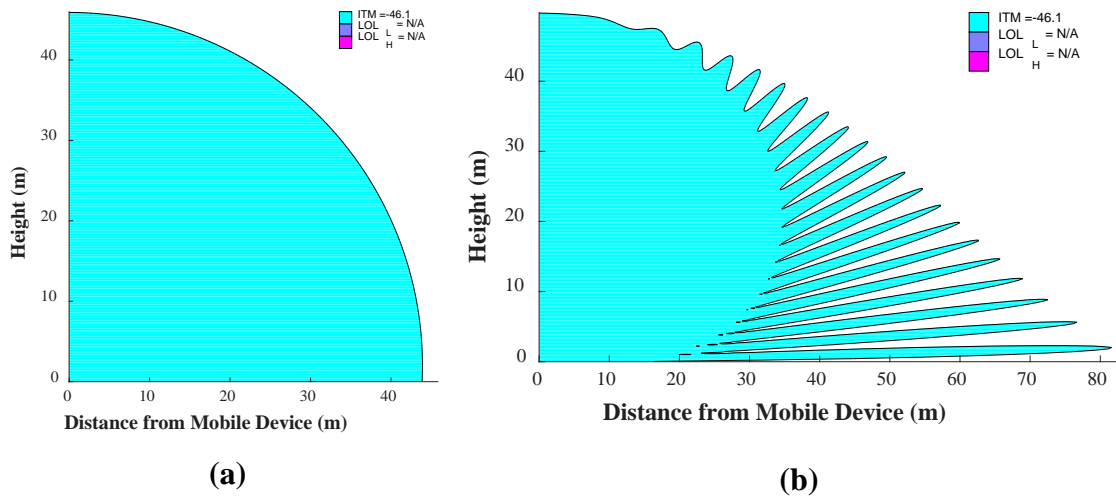 ITM =-46.1
LOL L = N/A
LOL H = N/A
40
30
20
10
0
Height (m)
0 10 20 30 40
Distance from Mobile Device (m)
(a)
ITM =-46.1
LOL L = N/A
LOL H = N/A
40
30
20
10
0
Height (m)
0 10 20 30 40 50 60 70 80
Distance from Mobile Device (m)
(b)